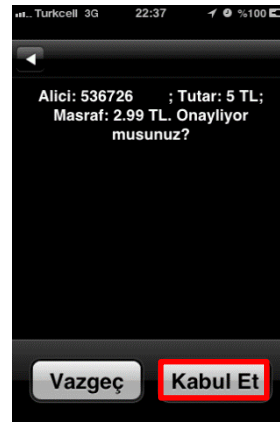 Turkcell 3G 22:37 %100
Alici: 536726 ; Tutar: 5 TL;
Masraf: 2.99 TL. Onayliyor
musunuz?
Vazgeç Kabul Et